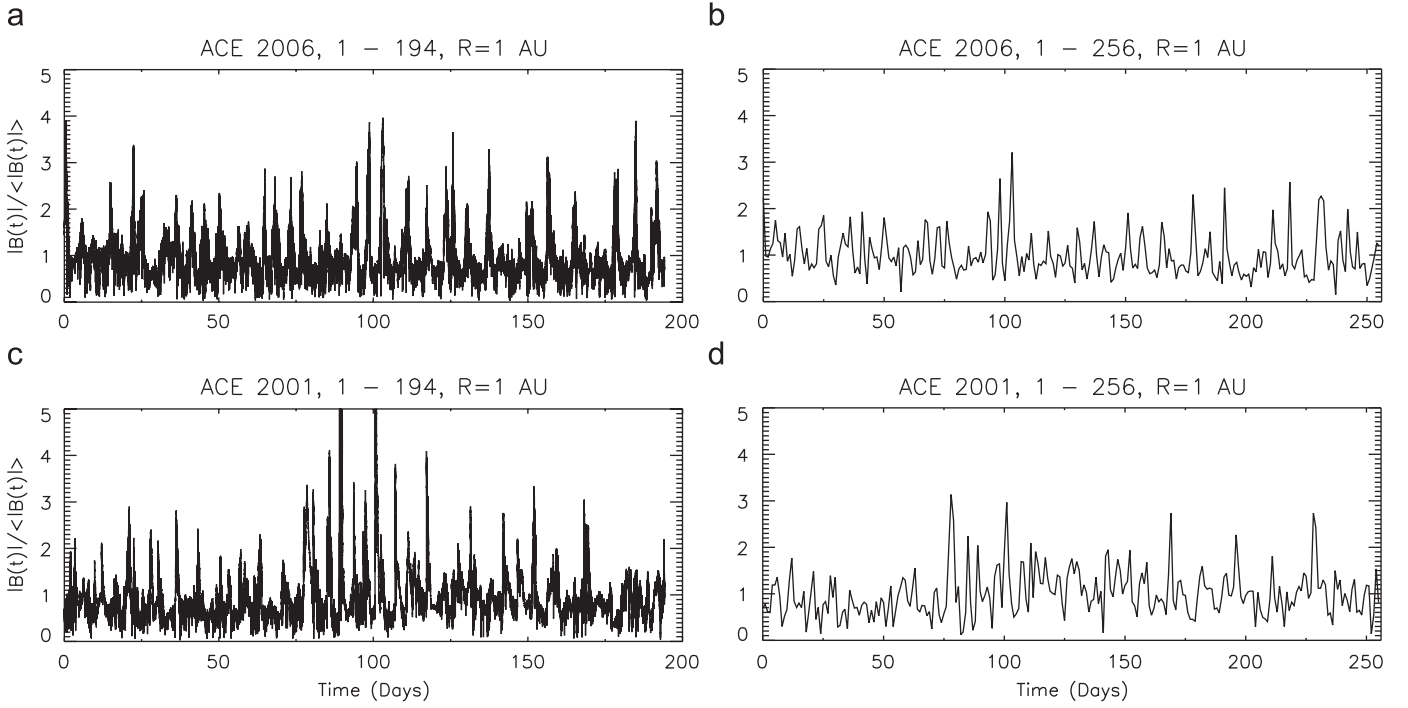 a
ACE 2006, 1 – 194, R=1 AU
|B(t)|/<|B(t)|>
5
4
3
2
1
0
0 50 100 150 200
b
ACE 2006, 1 – 256, R=1 AU
5
4
3
2
1
0
0 50 100 150 200 250
c
ACE 2001, 1 – 194, R=1 AU
|B(t)|/<|B(t)|>
5
4
3
2
1
0
0 50 100 150 200
Time (Days)
d
ACE 2001, 1 – 256, R=1 AU
5
4
3
2
1
0
0 50 100 150 200 250
Time (Days)